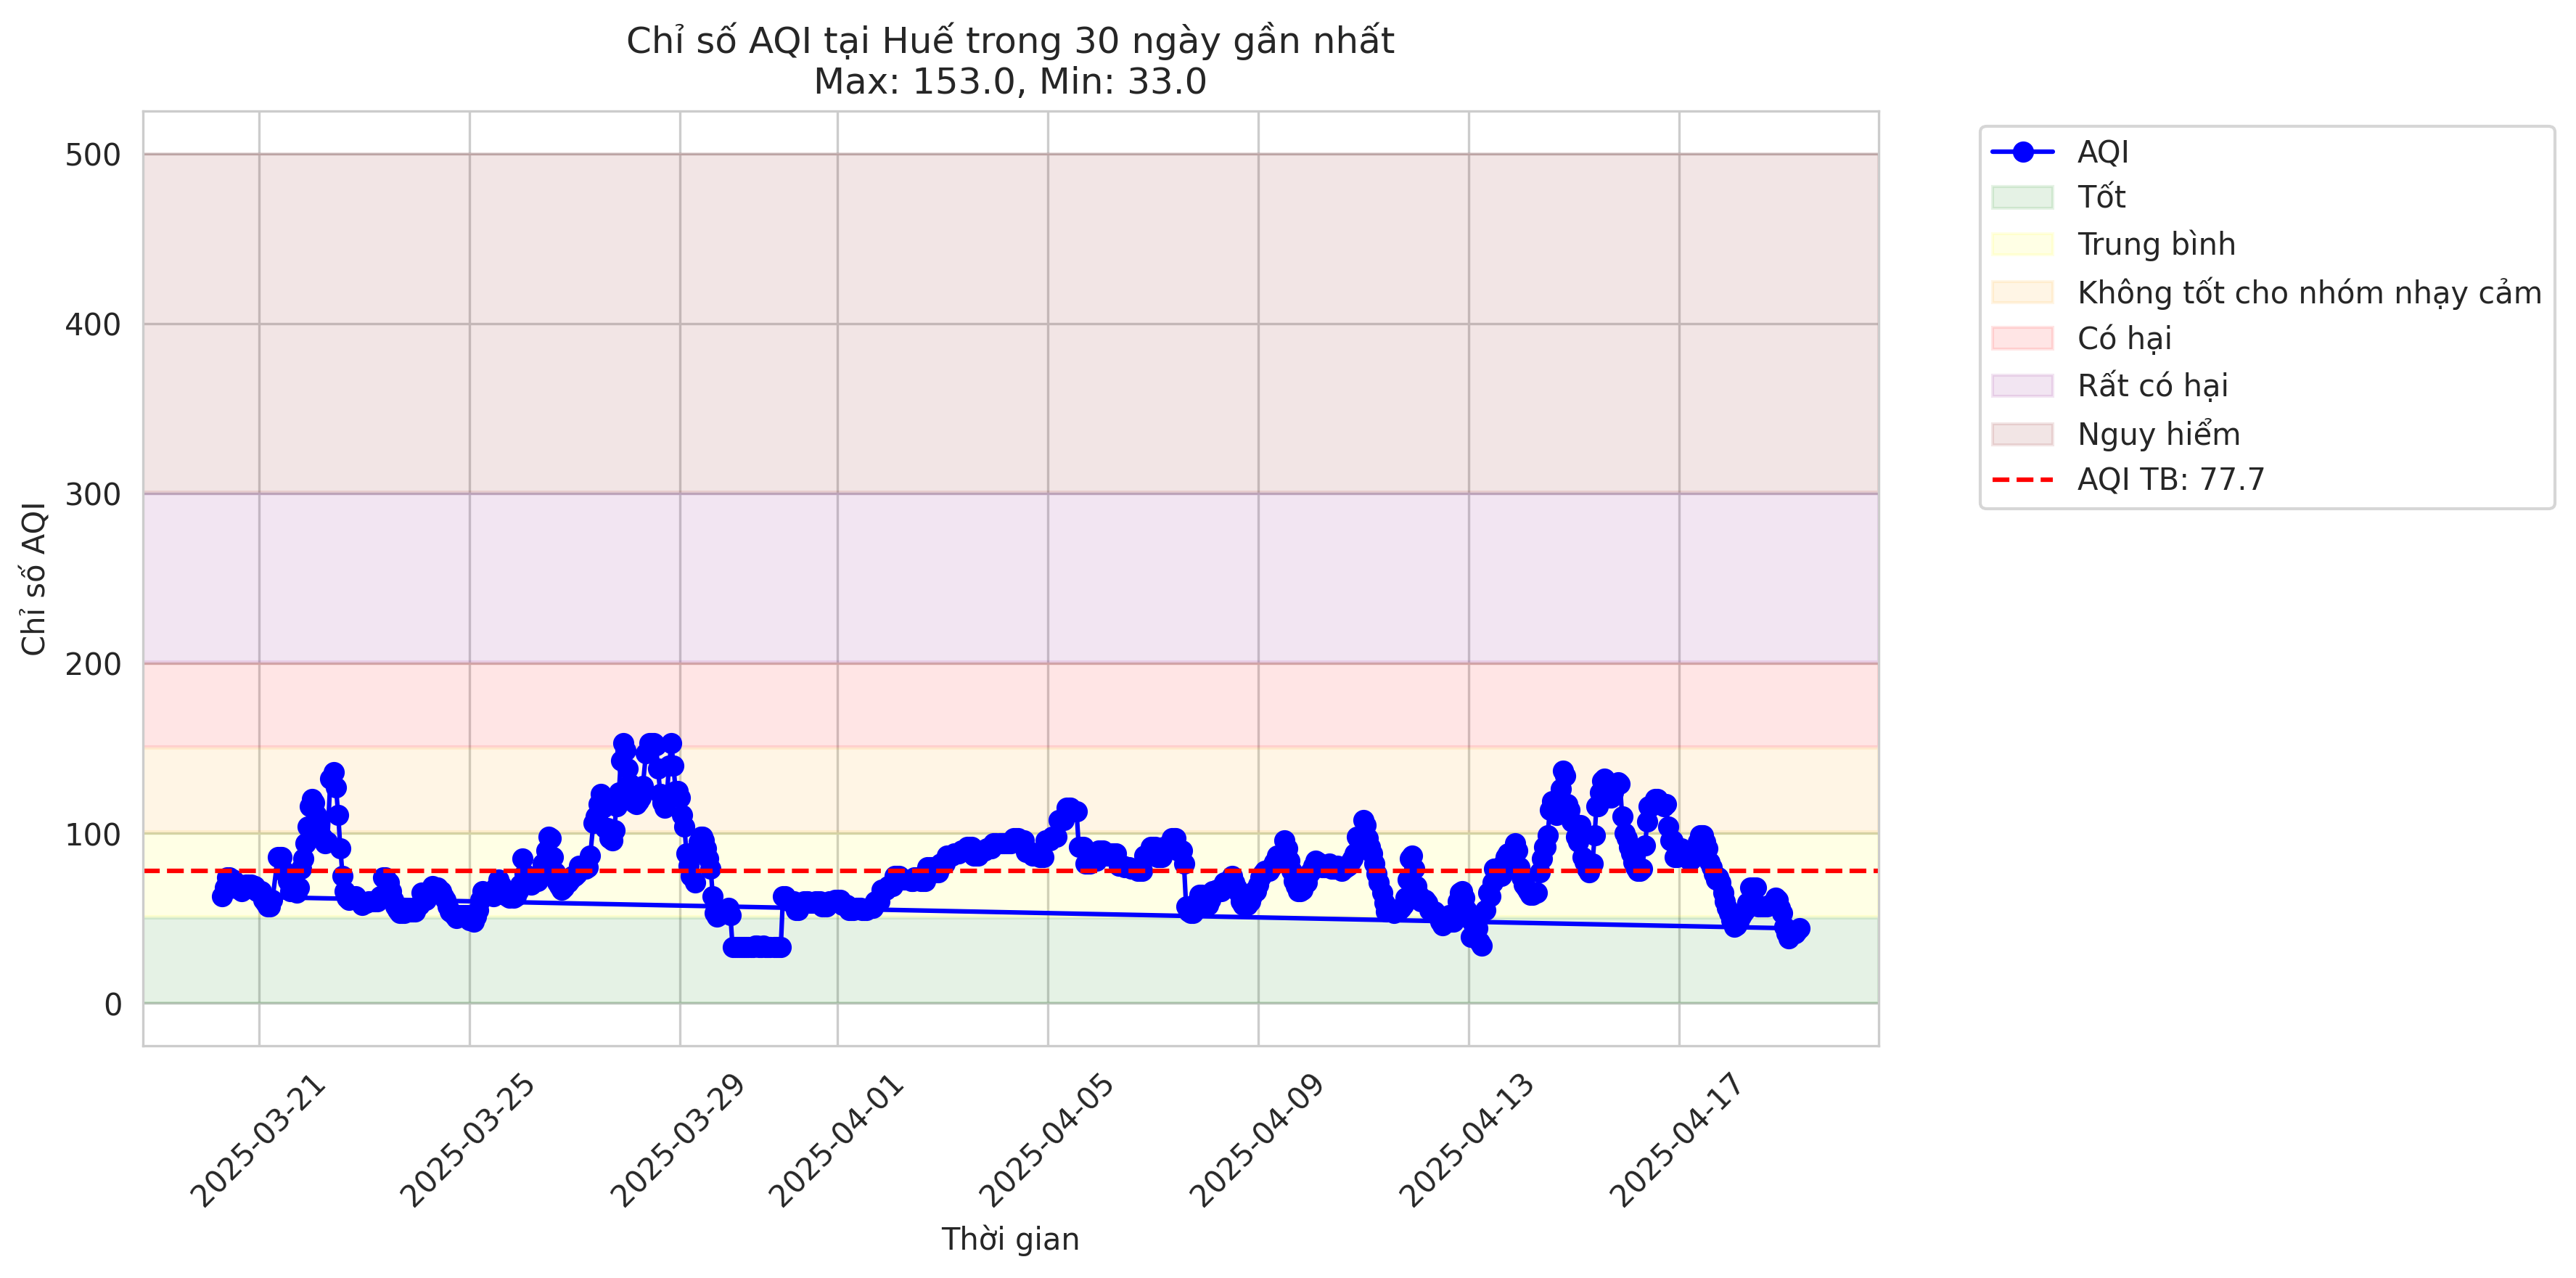 Chỉ số AQI tại Huế trong 30 ngày gần nhất
Max: 153.0, Min: 33.0
Chỉ số AQI
500
400
300
200
100
0
2025-03-21
2025-03-25
2025-03-29
2025-04-01
2025-04-05
2025-04-09
2025-04-13
2025-04-17
Thời gian
AQI
Tốt
Trung bình
Không tốt cho nhóm nhạy cảm
Có hại
Rất có hại
Nguy hiểm
AQI TB: 77.7